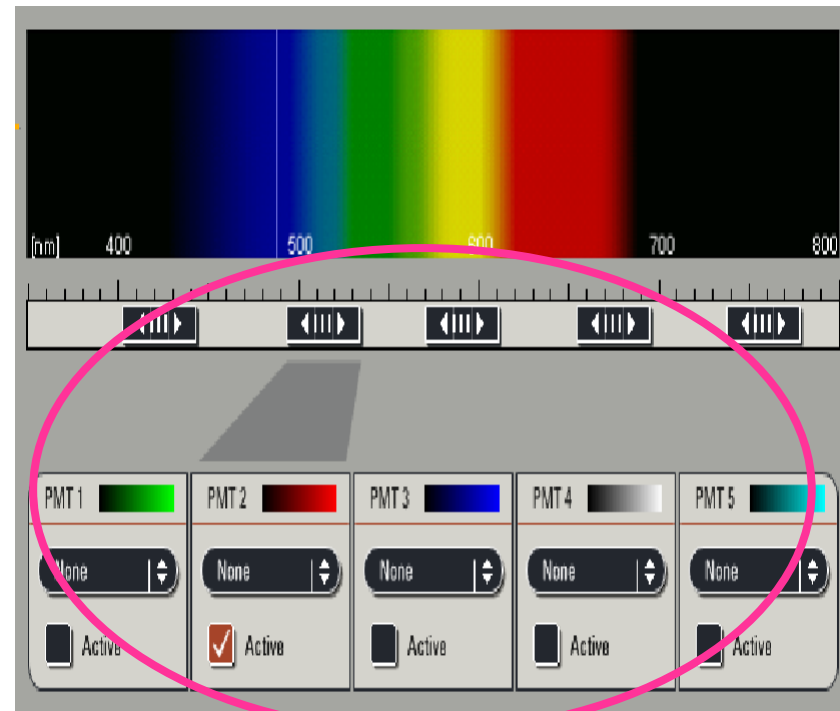 [nm] 400 500 600 700 800
PMT 1 PMT 2 PMT 3 PMT 4 PMT 5
None None None None None
Active Active Active Active Active